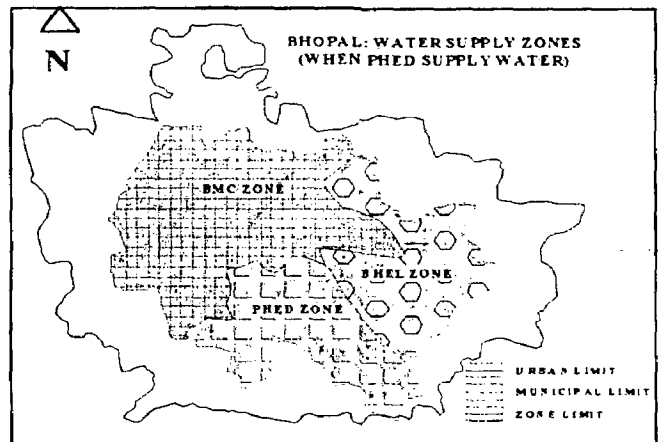 N
BHOPAL: WATER SUPPLY ZONES
(WHEN PHED SUPPLY WATER)
BMC ZONE
BHEL ZONE
PHED ZONE
URBAN LIMIT
MUNICIPAL LIMIT
ZONE LIMIT